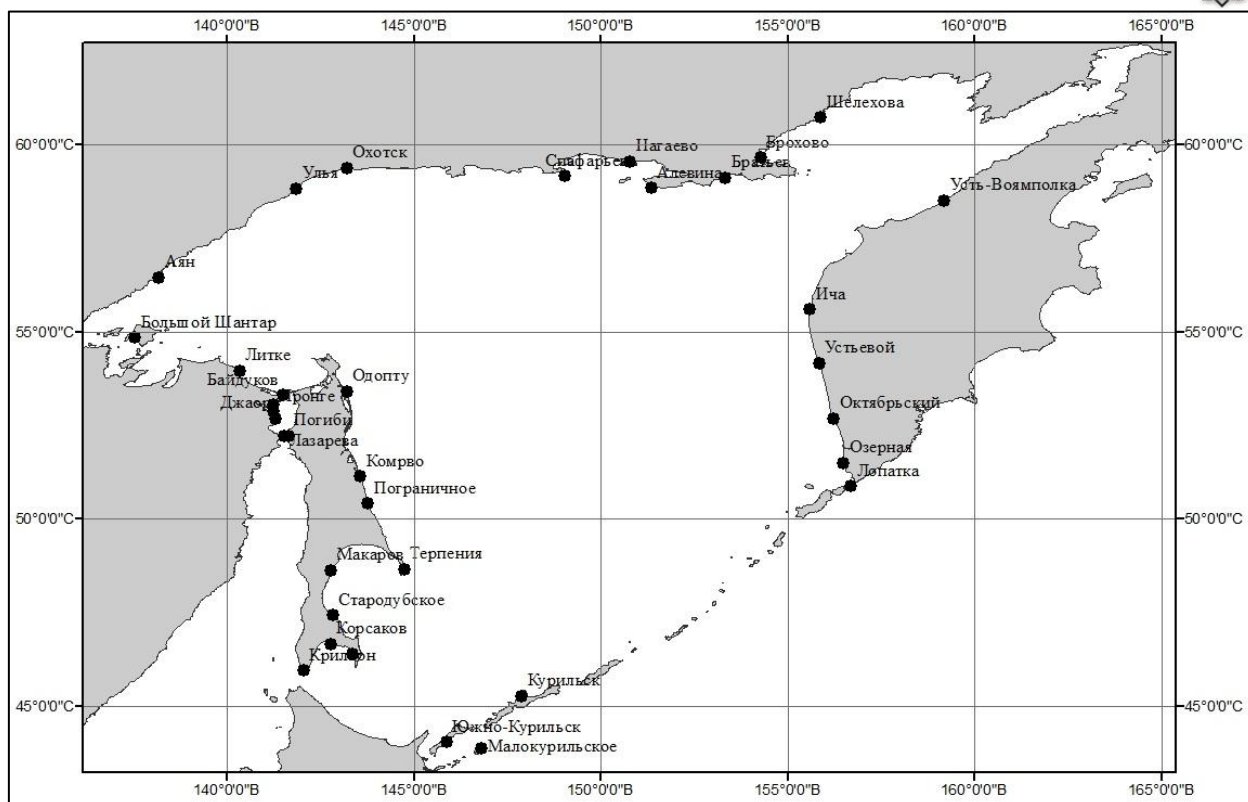 140°0'0"В
145°0'0"В
150°0'0"В
155°0'0"В
160°0'0"В
165°0'0"В
Шелехова
60°0'0"С
Охотск
Нагаево
Брохово
60°0'0"С
Улья
Спафарьев
Алевина
Братьев
Усть-Воямполка
Аян
Ича
Большой Шантар
55°0'0"С
55°0'0"С
Литке
Устьевой
Байдуков
Одопту
Джаоре
Пронге
Октябрьский
Погиби
Лазарева
Озерная
Комрво
Лопатка
Пограничное
50°0'0"С
50°0'0"С
Макаров
Терпения
Стародубское
Корсаков
Крильон
Курильск
45°0'0"С
45°0'0"С
Южно-Курильск
Малокурильское
140°0'0"В
145°0'0"В
150°0'0"В
155°0'0"В
160°0'0"В
165°0'0"В